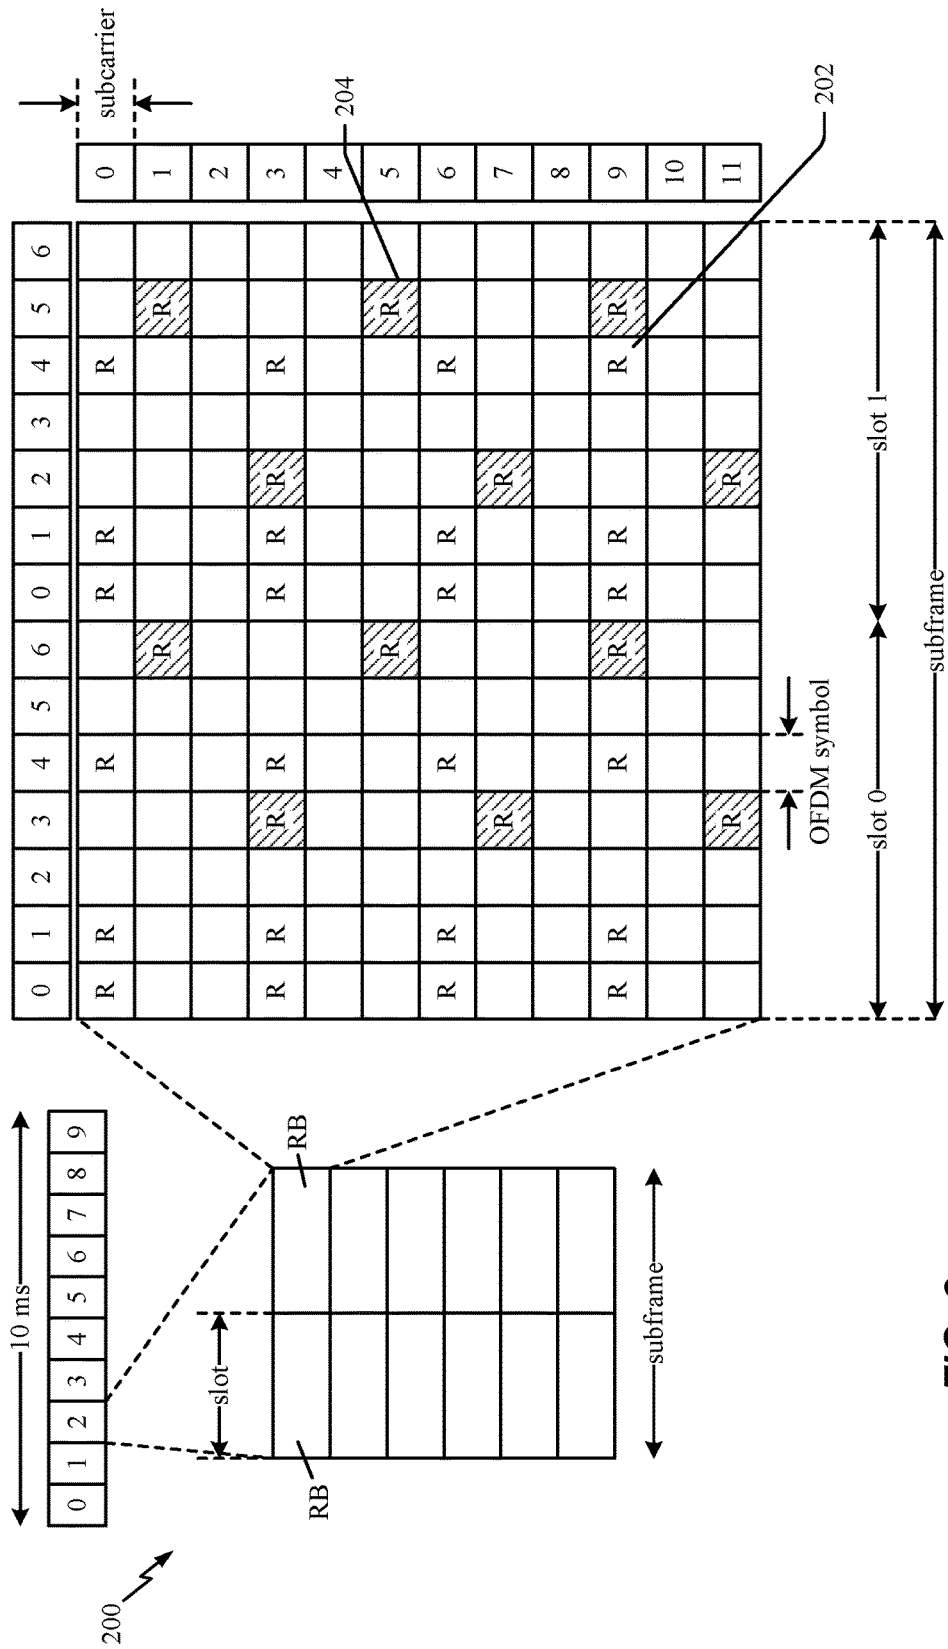 200
10 ms
0 1 2 3 4 5 6 7 8 9
slot
RB
RB
subframe
0 1 2 3 4 5 6 0 1 2 3 4 5 6
R R R R R R 0
subcarrier
R R 1
2
R R R R R R R R 3
4
204
R R 5
R R R R R R 6
R R 7
8
R R R R R R R R 9
10
R R 11
202
OFDM symbol
slot 0
slot 1
subframe